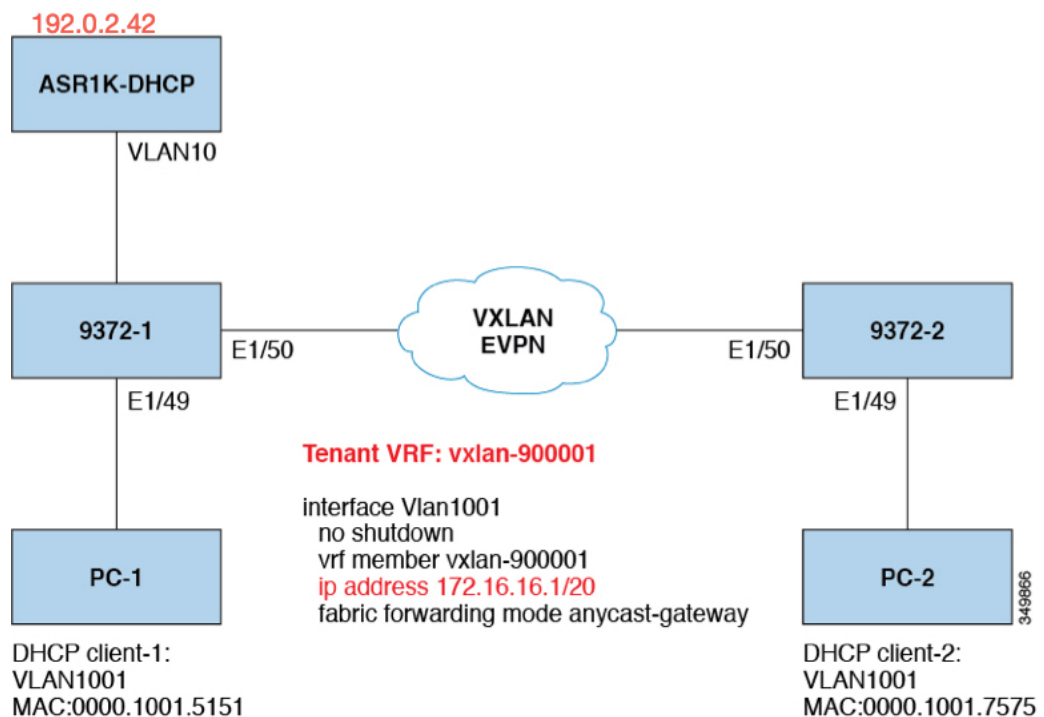 192.0.2.42
ASR1K-DHCP
VLAN10
9372-1
E1/50
VXLAN
EVPN
E1/50
9372-2
E1/49
E1/49
Tenant VRF: vxlan-900001
interface Vlan1001
no shutdown
vrf member vxlan-900001
ip address 172.16.16.1/20
fabric forwarding mode anycast-gateway
PC-1
PC-2
349866
DHCP client-1:
VLAN1001
MAC:0000.1001.5151
DHCP client-2:
VLAN1001
MAC:0000.1001.7575